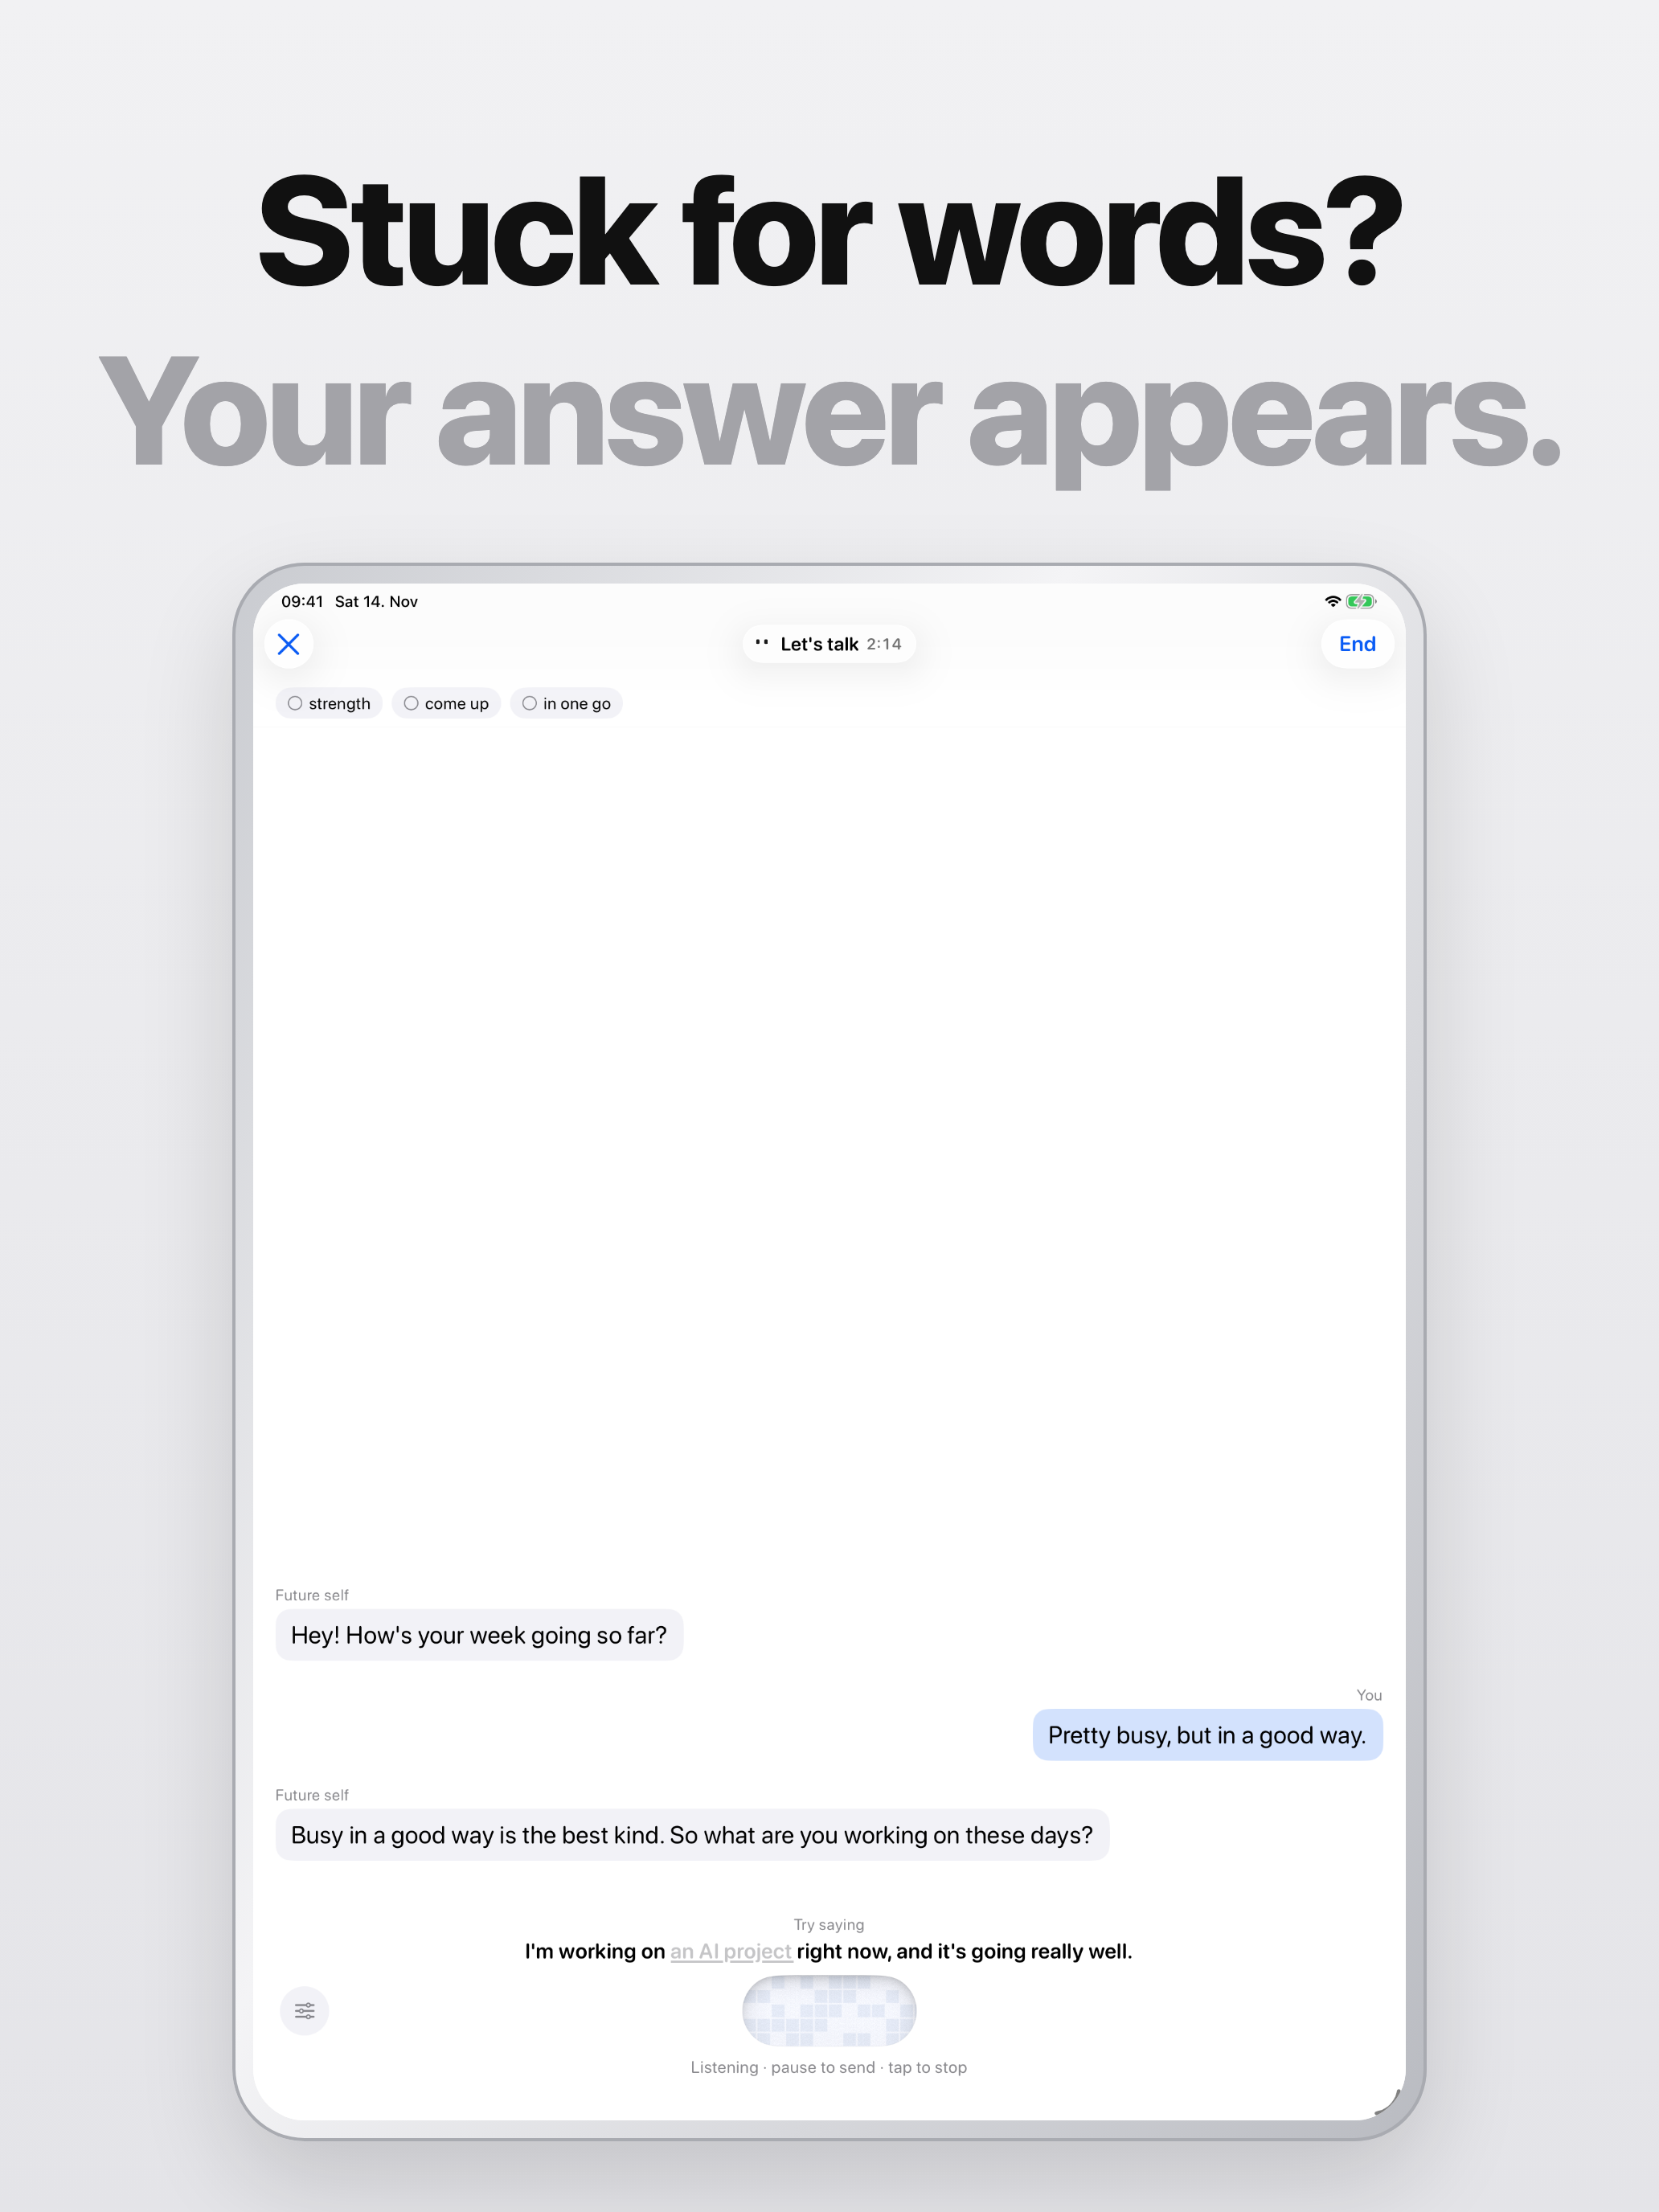 Stuck for words?
Your answer appears.
09:41 Sat 14. Nov
Let's talk 2:14
End
strength come up in one go
Future self
Hey! How's your week going so far?
You
Pretty busy, but in a good way.
Future self
Busy in a good way is the best kind. So what are you working on these days?
Try saying
I'm working on an AI project right now, and it's going really well.
Listening · pause to send · tap to stop